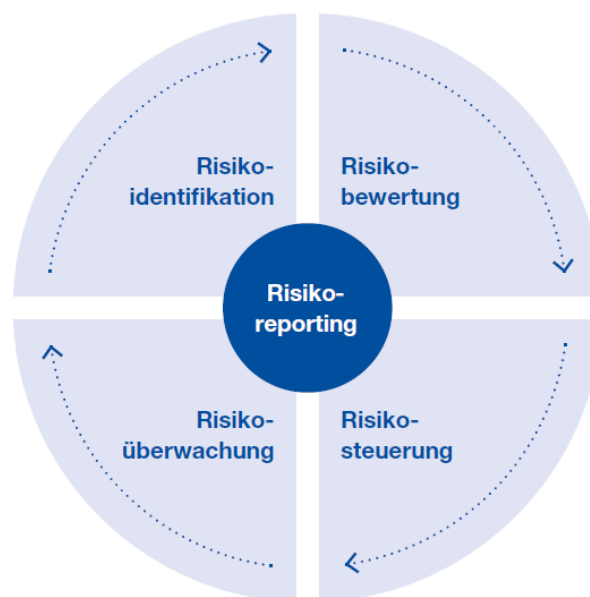 Risiko-
identifikation
Risiko-
bewertung
Risiko-
reporting
Risiko-
überwachung
Risiko-
steuerung